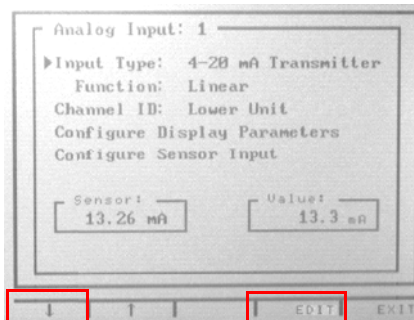 Analog Input: 1
▶Input Type: 4-20 mA Transmitter
Function: Linear
Channel ID: Lower Unit
Configure Display Parameters
Configure Sensor Input
Sensor: Value:
13.26 mA 13.3 mA
↓ ↑ EDIT EXIT